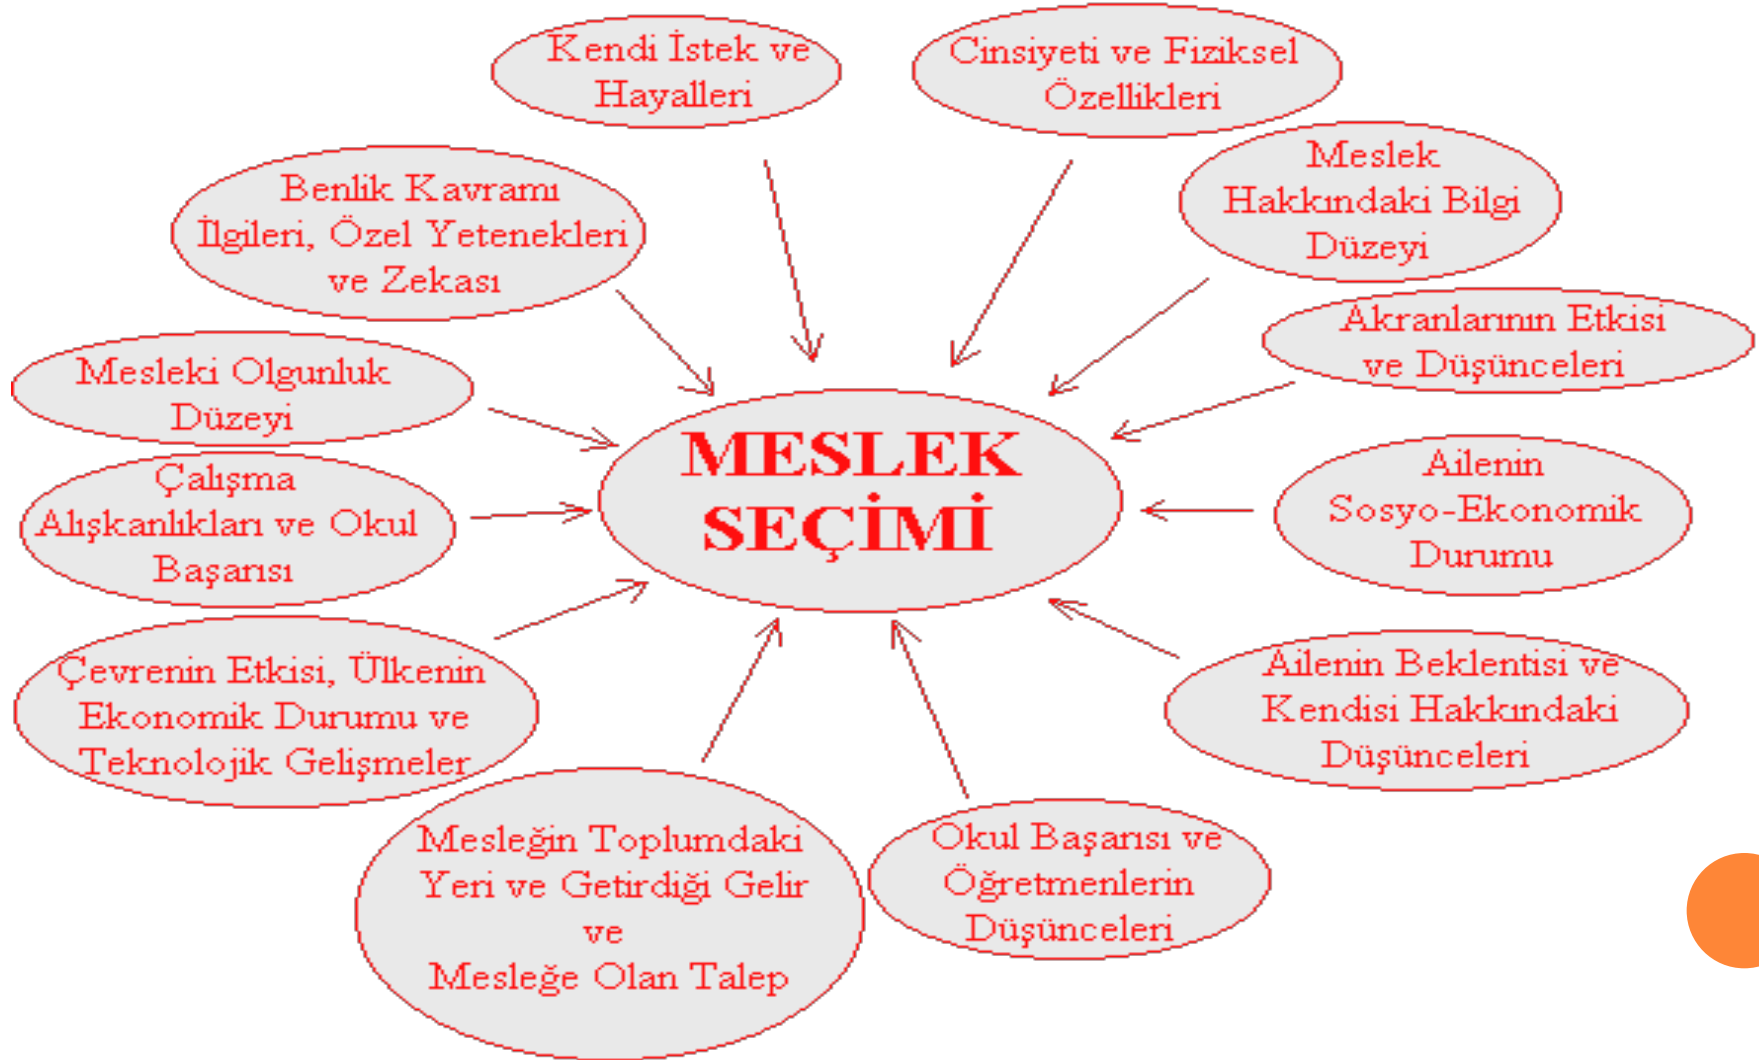 Kendi İstek ve
Hayalleri
Cinsiyeti ve Fiziksel
Özellikleri
Benlik Kavramı
İlgileri, Özel Yetenekleri
ve Zekası
Meslek
Hakkındaki Bilgi
Düzeyi
Akranlarının Etkisi
ve Düşünceleri
Mesleki Olgunluk
Düzeyi
MESLEK
SEÇİMİ
Çalışma
Alışkanlıkları ve Okul
Başarısı
Ailenin
Sosyo-Ekonomik
Durumu
Çevrenin Etkisi, Ülkenin
Ekonomik Durumu ve
Teknolojik Gelişmeler
Ailenin Beklentisi ve
Kendisi Hakkındaki
Düşünceleri
Mesleğin Toplumdaki
Yeri ve Getirdiği Gelir
ve
Mesleğe Olan Talep
Okul Başarısı ve
Öğretmenlerin
Düşünceleri